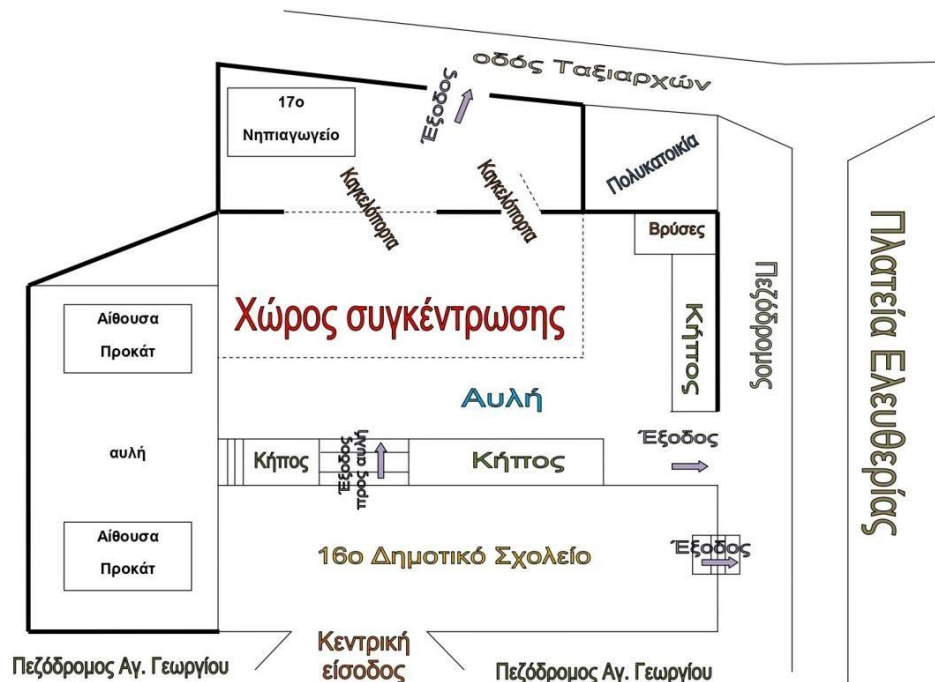 οδός Ταξιαρχών
17ο
Νηπιαγωγείο
Έξοδος
Πολυκατοικία
Καγκελόπορτα
Καγκελόπορτα
Βρύσες
Χώρος συγκέντρωσης
Κήπος
Πεζόδρομος
Πλατεία Ελευθερίας
Αίθουσα
Προκάτ
Αυλή
αυλή
Κήπος
Έξοδος
προς αυλή
Κήπος
Έξοδος
Αίθουσα
Προκάτ
16ο Δημοτικό Σχολείο
Έξοδος
Κεντρική
είσοδος
Πεζόδρομος Αγ. Γεωργίου
Πεζόδρομος Αγ. Γεωργίου